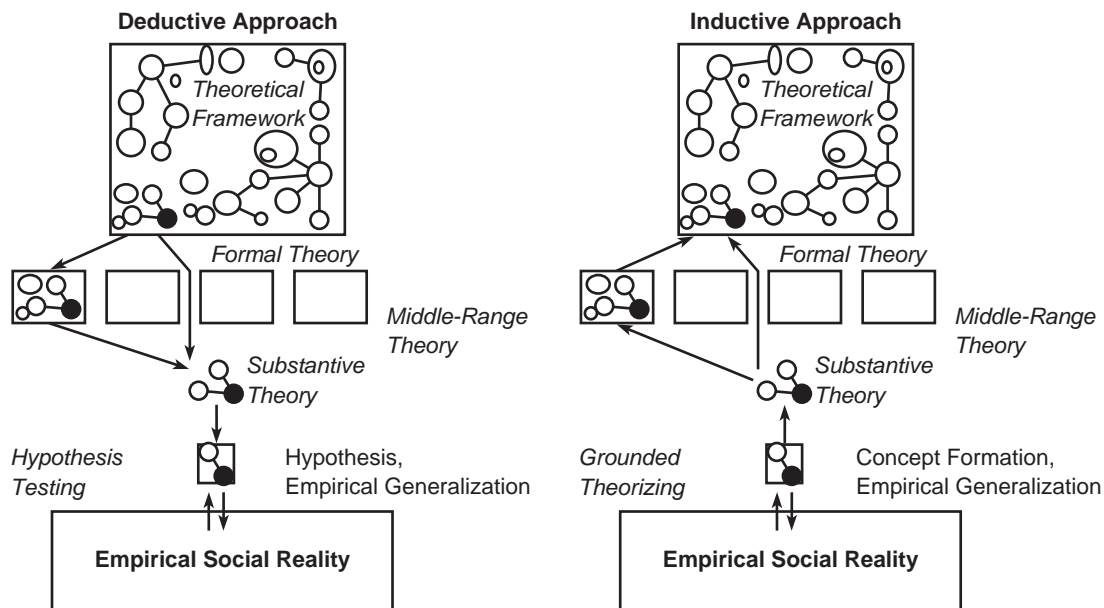 Deductive Approach
Theoretical
Framework
Formal Theory
Middle-Range
Theory
Substantive
Theory
Hypothesis
Testing
Hypothesis,
Empirical Generalization
Empirical Social Reality
Inductive Approach
Theoretical
Framework
Formal Theory
Middle-Range
Theory
Substantive
Theory
Grounded
Theorizing
Concept Formation,
Empirical Generalization
Empirical Social Reality